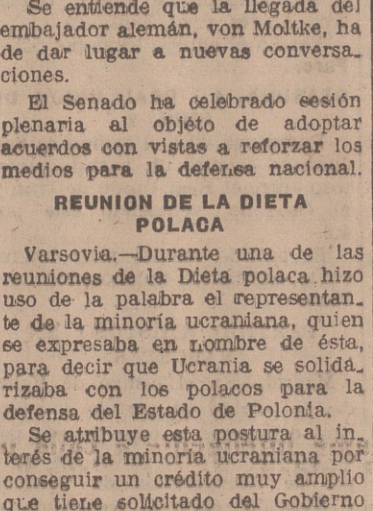 Se entiende que la llegada del
embajador alemán, von Moltke, ha
de dar lugar a nuevas conversa_
ciones.
El Senado ha celebrado sesión
plenaria al objéto de adoptar
acuerdos con vistas a reforzar los
medios para la defensa nacional.
REUNION DE LA DIETA
POLACA
Varsovia.—Durante una de las
reuniones de la Dieta polaca hizo
uso de la palabra el representan_
te de la minoría ucraniana, quien
se expresaba en nombre de ésta,
para decir que Ucrania se solida_
rizaba con los polacos para la
defensa del Estado de Polonia.
Se atribuye esta postura al in_
terés de la minoría ucraniana por
conseguir un crédito muy amplio
que tiene solicitado del Gobierno